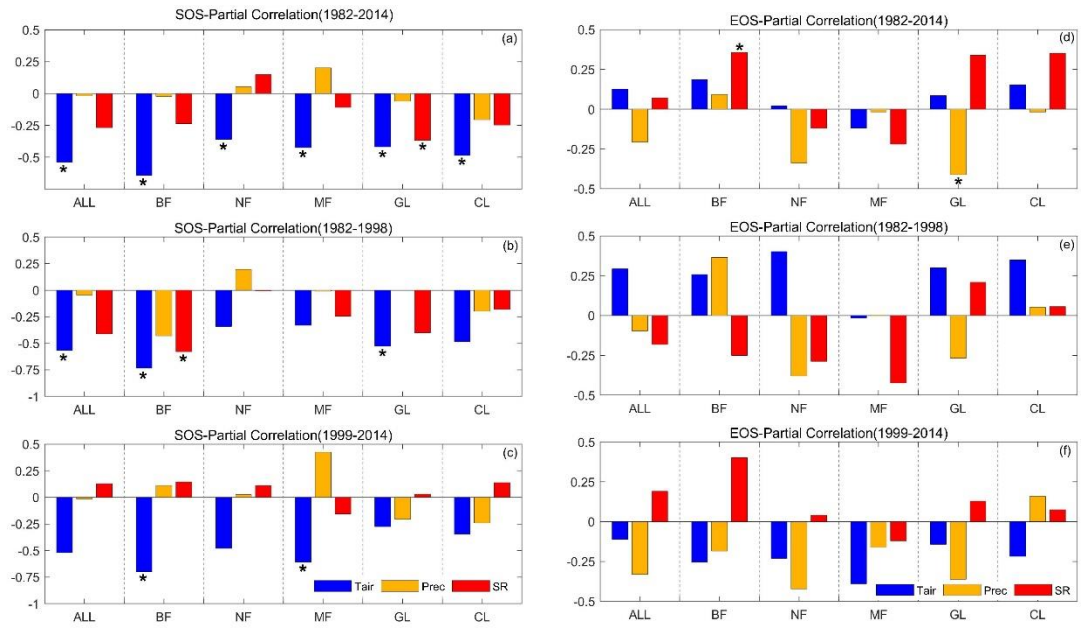 SOS-Partial Correlation(1982-2014)
(a)
0.5
0.25
0
-0.25
-0.5
ALL BF NF MF GL CL
* * * * * * *
SOS-Partial Correlation(1982-1998)
(b)
0.5
0.25
0
-0.25
-0.5
-0.75
-1
ALL BF NF MF GL CL
* * * *
SOS-Partial Correlation(1999-2014)
(c)
0.5
0.25
0
-0.25
-0.5
-0.75
-1
* *
Tair Prec SR
ALL BF NF MF GL CL
EOS-Partial Correlation(1982-2014)
(d)
0.5
0.25
0
-0.25
-0.5
* *
ALL BF NF MF GL CL
EOS-Partial Correlation(1982-1998)
(e)
0.5
0.25
0
-0.25
-0.5
ALL BF NF MF GL CL
EOS-Partial Correlation(1999-2014)
(f)
0.5
0.25
0
-0.25
-0.5
Tair Prec SR
ALL BF NF MF GL CL